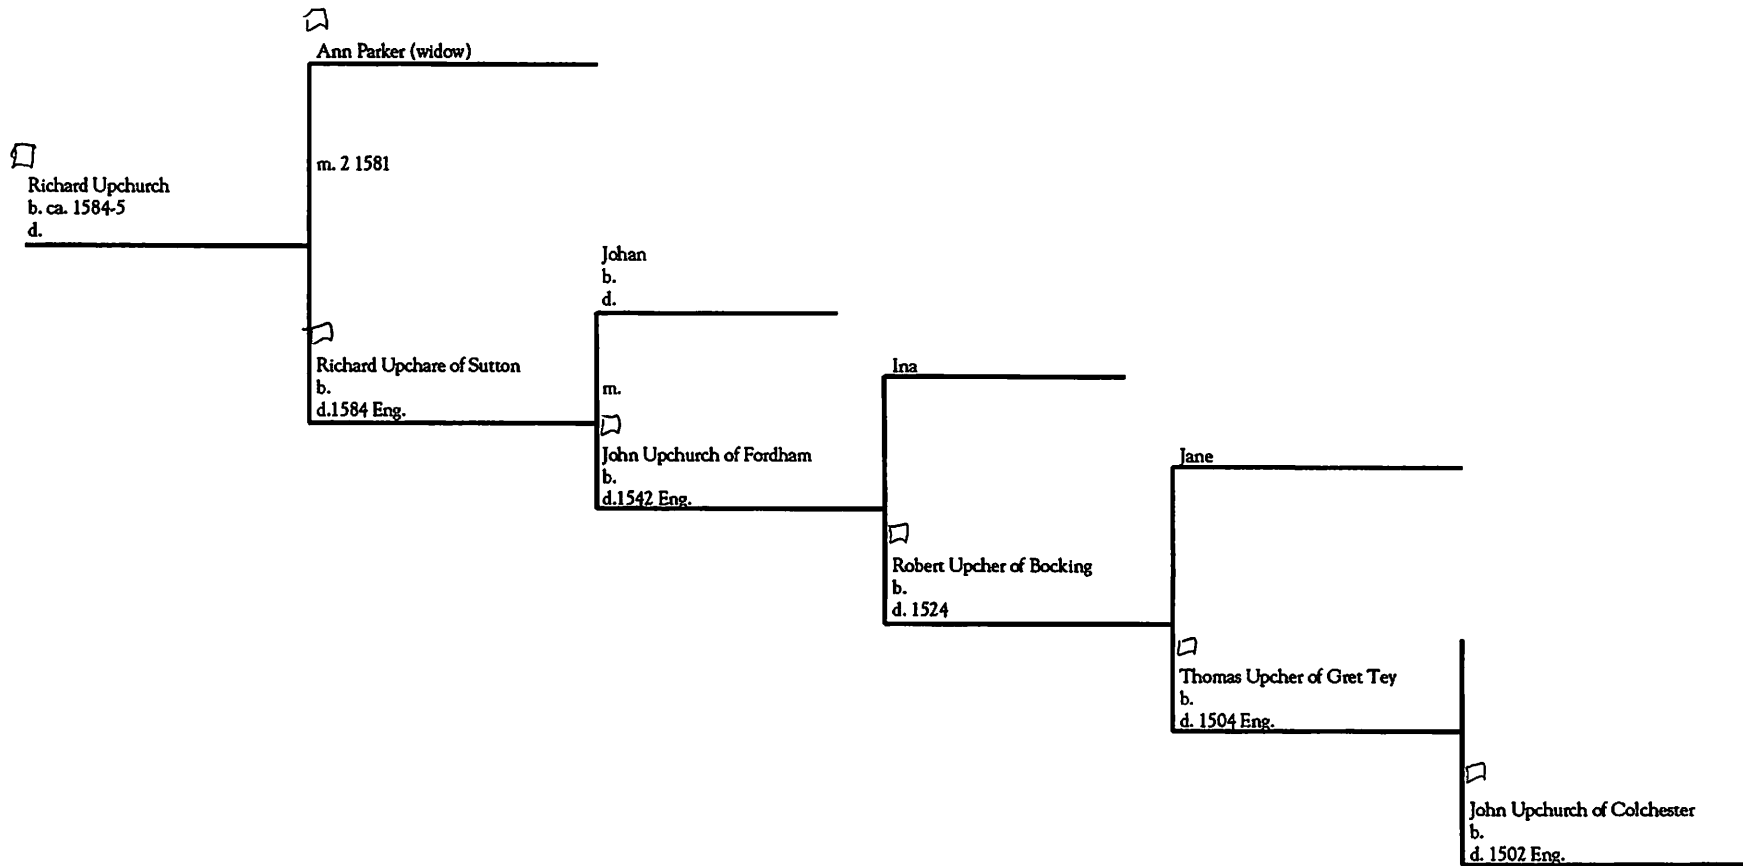 Ann Parker (widow)
m. 2 1581
Richard Upchurch
b. ca. 1584-5
d.
Johan
b.
d.
Richard Upchare of Sutton
b.
d.1584 Eng.
m.
John Upchurch of Fordham
b.
d.1542 Eng.
Ina
Jane
Robert Upcher of Bocking
b.
d. 1524
Thomas Upcher of Gret Tey
b.
d. 1504 Eng.
John Upchurch of Colchester
b.
d. 1502 Eng.